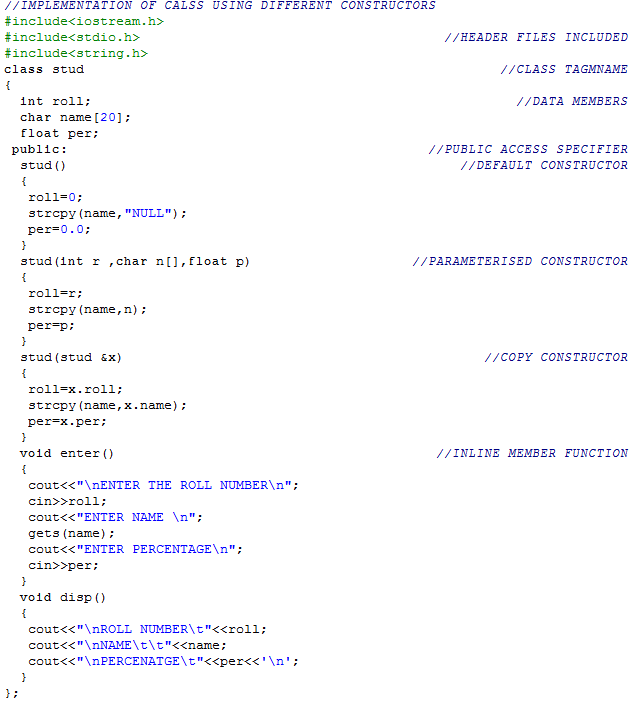 //IMPLEMENTATION OF CALSS USING DIFFERENT CONSTRUCTORS
#include<iostream.h>
#include<stdio.h> //HEADER FILES INCLUDED
#include<string.h>
class stud //CLASS TAGMNAME
{
int roll; //DATA MEMBERS
char name[20];
float per;
public: //PUBLIC ACCESS SPECIFIER
stud() //DEFAULT CONSTRUCTOR
{
roll=0;
strcpy(name,"NULL");
per=0.0;
}
stud(int r ,char n[],float p) //PARAMETERISED CONSTRUCTOR
{
roll=r;
strcpy(name,n);
per=p;
}
stud(stud &x) //COPY CONSTRUCTOR
{
roll=x.roll;
strcpy(name,x.name);
per=x.per;
}
void enter() //INLINE MEMBER FUNCTION
{
cout<<"\nENTER THE ROLL NUMBER\n";
cin>>roll;
cout<<"ENTER NAME \n";
gets(name);
cout<<"ENTER PERCENTAGE\n";
cin>>per;
}
void disp()
{
cout<<"\nROLL NUMBER\t"<<roll;
cout<<"\nNAME\t\t"<<name;
cout<<"\nPERCENATGE\t"<<per<<'\n';
}
};